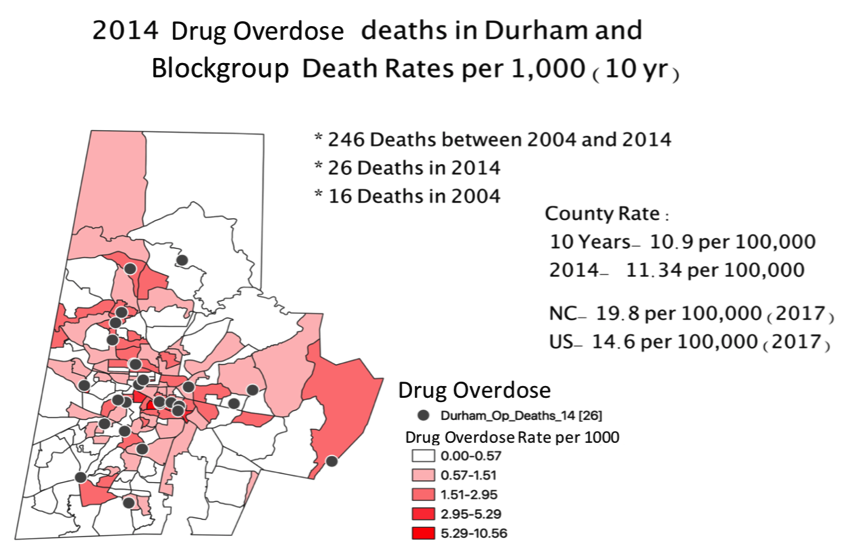 2014 Drug Overdose deaths in Durham and
Blockgroup Death Rates per 1,000 (10 yr)
* 246 Deaths between 2004 and 2014
* 26 Deaths in 2014
* 16 Deaths in 2004
County Rate :
10 Years– 10.9 per 100,000
2014– 11.34 per 100,000
NC– 19.8 per 100,000 (2017)
US– 14.6 per 100,000 (2017)
Drug Overdose
Durham_Op_Deaths_14 [26]
Drug Overdose Rate per 1000
0.00-0.57
0.57-1.51
1.51-2.95
2.95-5.29
5.29-10.56